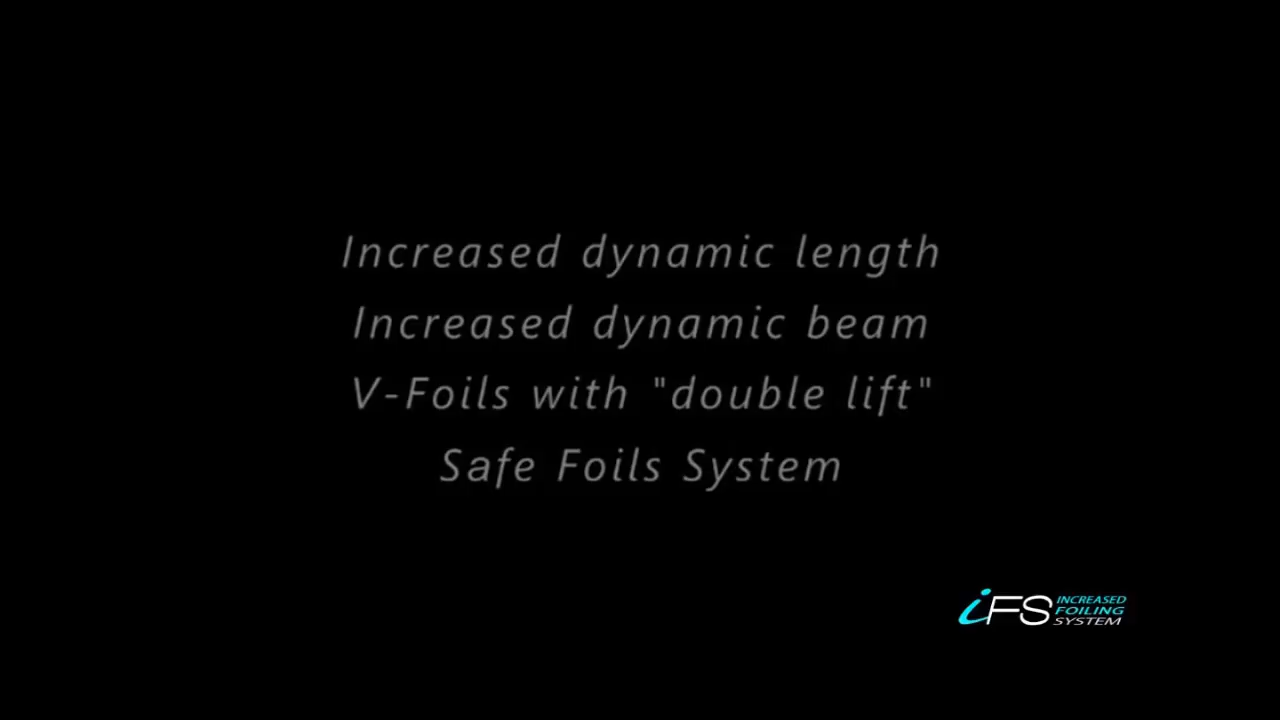 Increased dynamic length
Increased dynamic beam
V-Foils with "double lift"
Safe Foils System
iFS INCREASED
FOILING
SYSTEM